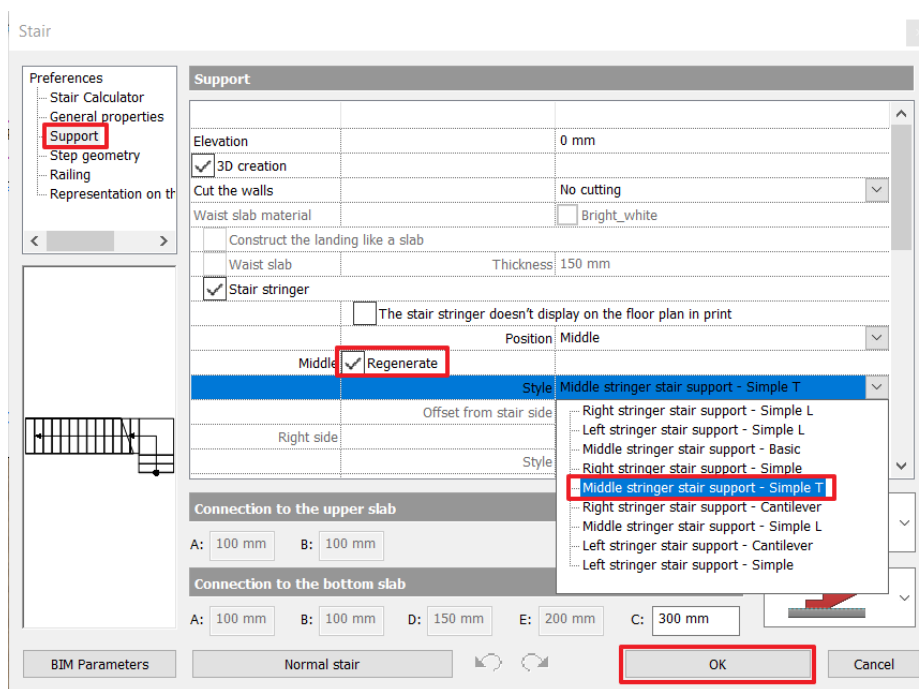 Stair
Preferences
Stair Calculator
General properties
Support
Step geometry
Railing
Representation on th
Support
Elevation 0 mm
3D creation
Cut the walls No cutting
Waist slab material Bright_white
Construct the landing like a slab
Waist slab Thickness 150 mm
Stair stringer
The stair stringer doesn't display on the floor plan in print
Position Middle
Middle Regenerate
Style Middle stringer stair support - Simple T
Offset from stair side
Right side
Style
Right stringer stair support - Simple L
Left stringer stair support - Simple L
Middle stringer stair support - Basic
Right stringer stair support - Simple
Middle stringer stair support - Simple T
Right stringer stair support - Cantilever
Middle stringer stair support - Simple L
Left stringer stair support - Cantilever
Left stringer stair support - Simple
Connection to the upper slab
A: 100 mm B: 100 mm
Connection to the bottom slab
A: 100 mm B: 100 mm D: 150 mm E: 200 mm C: 300 mm
BIM Parameters Normal stair OK Cancel